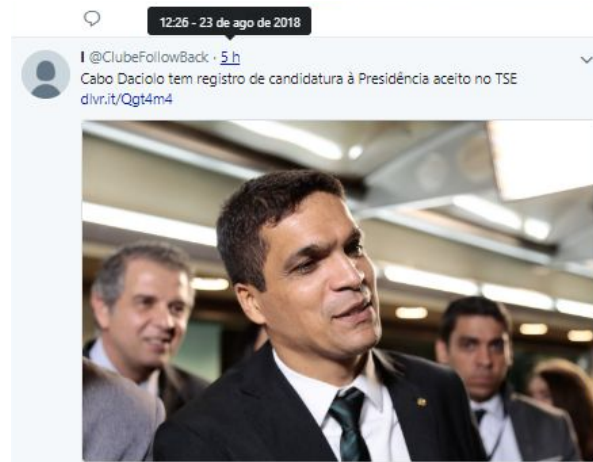 12:26 - 23 de ago de 2018
l @ClubeFollowBack · 5 h
Cabo Daciolo tem registro de candidatura à Presidência aceito no TSE
dlvr.it/Qgt4m4